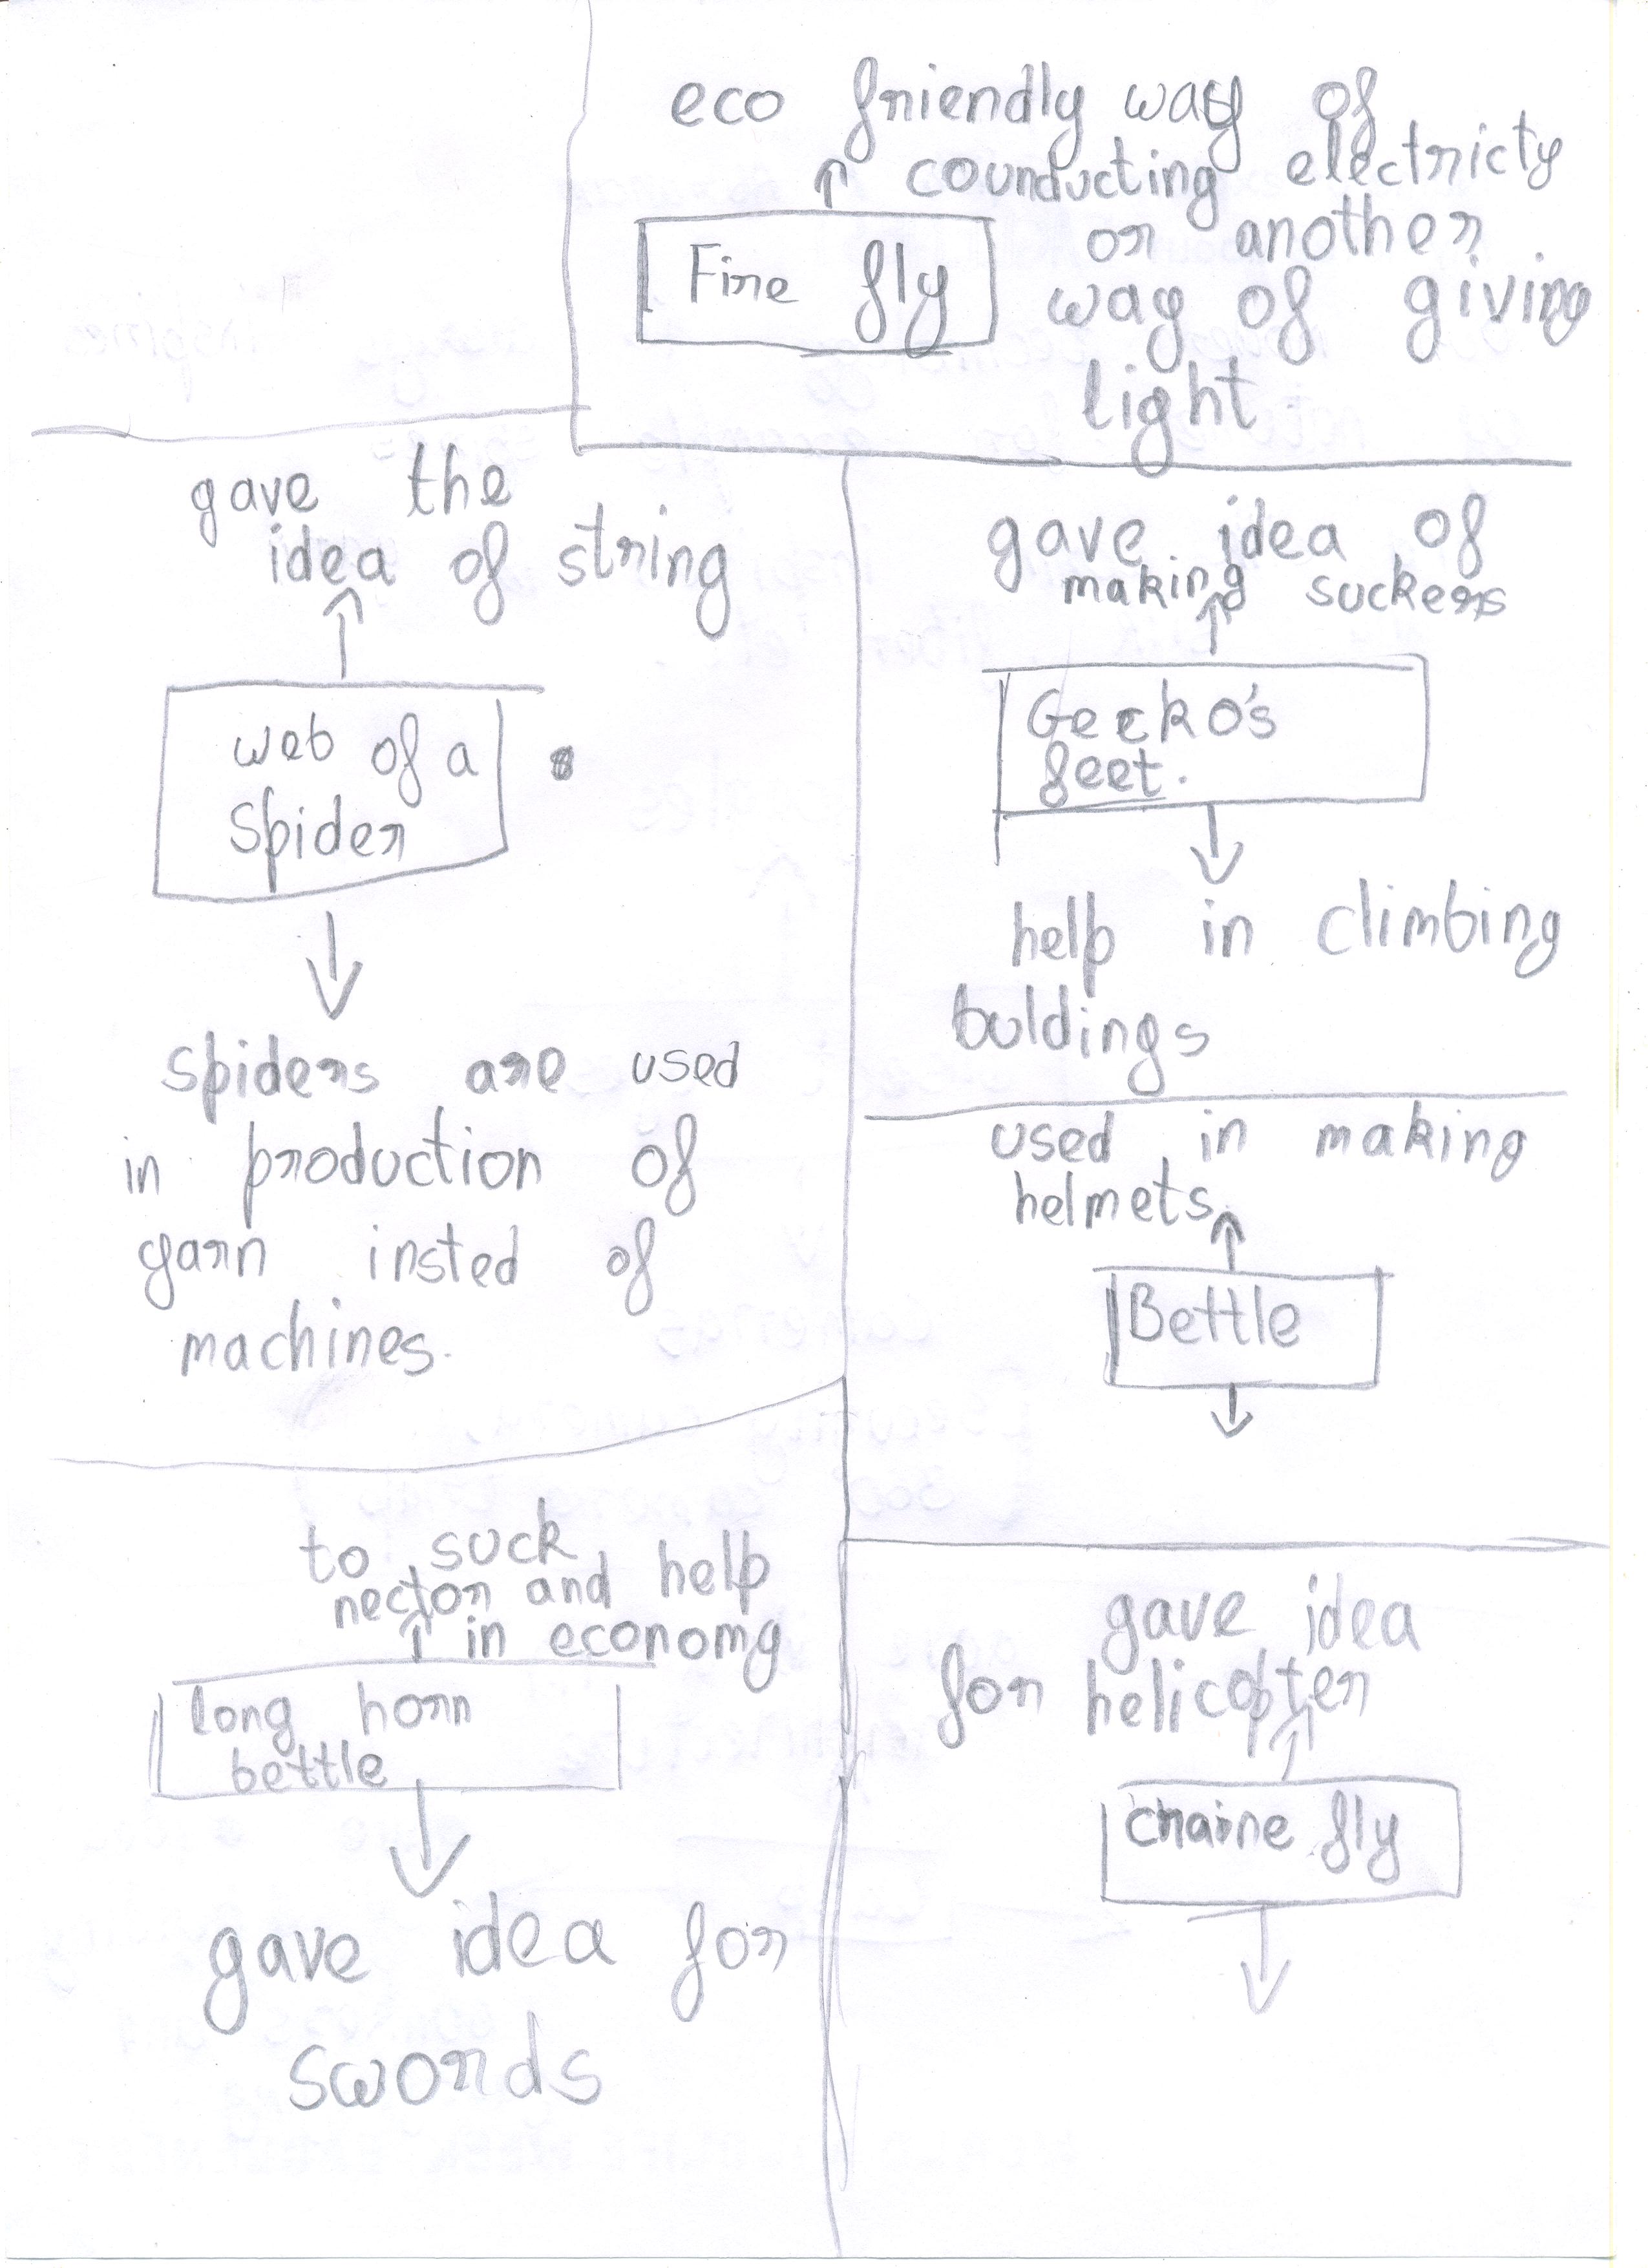 eco friendly way of
counducting electricty
or another
Fire fly
way of giving
light
gave the
idea of string
web of a
spider
spiders are used
in production of
yarn insted of
machines.
gave idea of
making suckers
Gecko's
feet.
help in climbing
buldings
used in making
helmets
Bettle
to suck
nector and help
in economy
long horn
bettle
gave idea for
swords
gave idea
for helicopter
fly